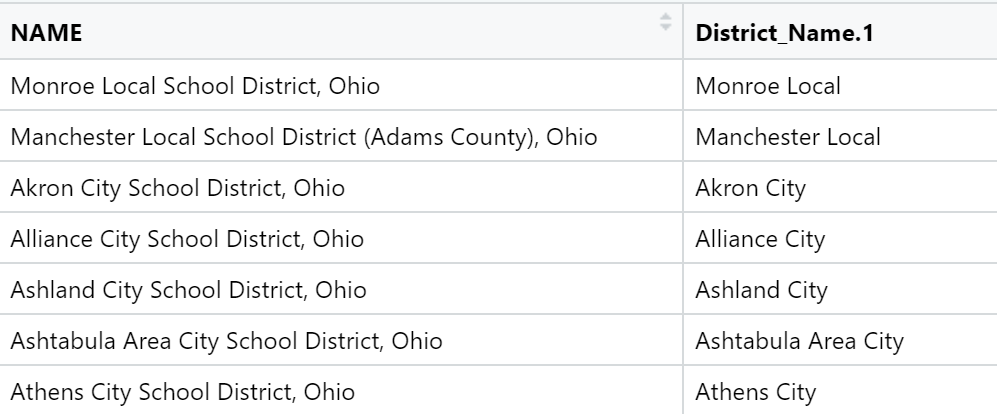 NAME District_Name.1
Monroe Local School District, Ohio Monroe Local
Manchester Local School District (Adams County), Ohio Manchester Local
Akron City School District, Ohio Akron City
Alliance City School District, Ohio Alliance City
Ashland City School District, Ohio Ashland City
Ashtabula Area City School District, Ohio Ashtabula Area City
Athens City School District, Ohio Athens City